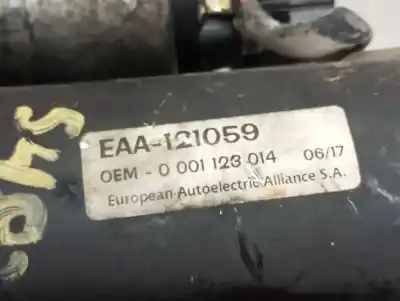 EAA-121059
OEM - 0 001 123 014 06/17
European Autoelectric Alliance S.A.